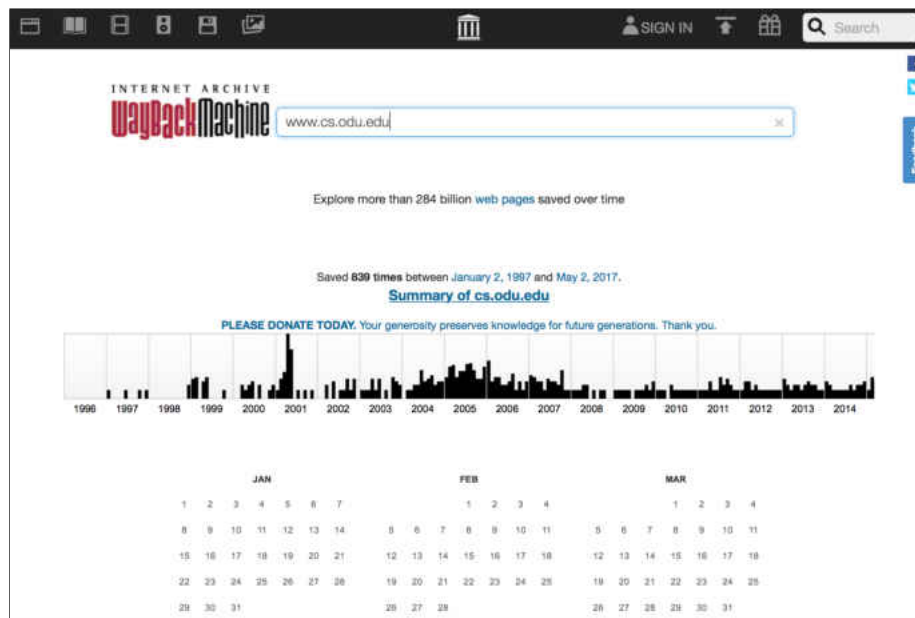 SIGN IN
Search
INTERNET ARCHIVE
WayBackMachine
www.cs.odu.edu
Explore more than 284 billion web pages saved over time
Saved 839 times between January 2, 1997 and May 2, 2017.
Summary of cs.odu.edu
PLEASE DONATE TODAY. Your generosity preserves knowledge for future generations. Thank you.
1996 1997 1998 1999 2000 2001 2002 2003 2004 2005 2006 2007 2008 2009 2010 2011 2012 2013 2014
JAN FEB MAR
1 2 3 4 5 6 7 1 2 3 4 1 2 3 4
8 9 10 11 12 13 14 5 6 7 8 9 10 11 5 6 7 8 9 10 11
15 16 17 18 19 20 21 12 13 14 15 16 17 18 12 13 14 15 16 17 18
22 23 24 25 26 27 28 19 20 21 22 23 24 25 19 20 21 22 23 24 25
29 30 31 26 27 28 26 27 28 29 30 31